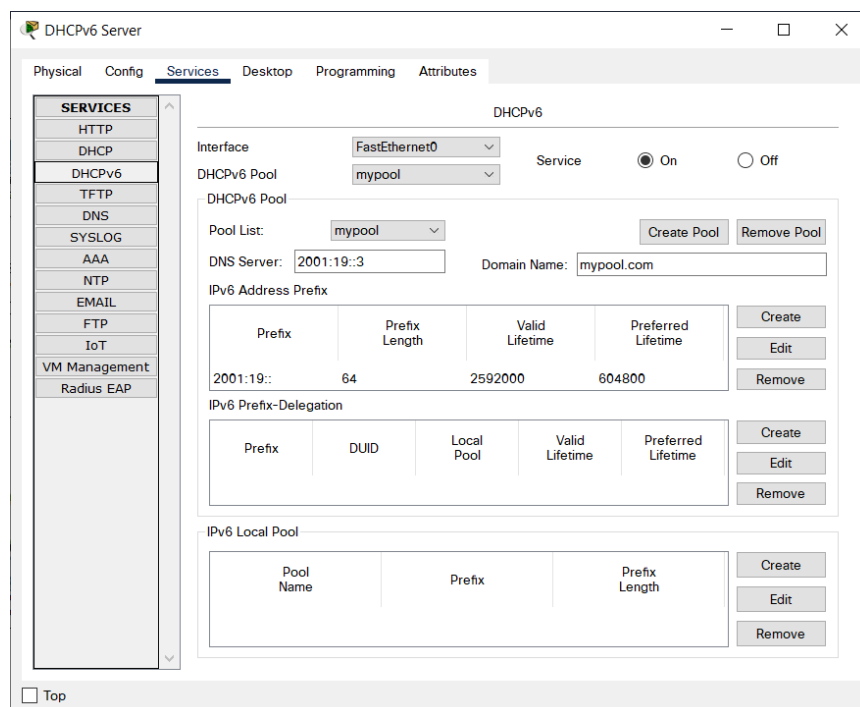 DHCPv6 Server
Physical Config Services Desktop Programming Attributes
SERVICES
HTTP
DHCP
DHCPv6
TFTP
DNS
SYSLOG
AAA
NTP
EMAIL
FTP
IoT
VM Management
Radius EAP
DHCPv6
Interface FastEthernet0 Service On Off
DHCPv6 Pool mypool
DHCPv6 Pool
Pool List: mypool Create Pool Remove Pool
DNS Server: 2001:19::3 Domain Name: mypool.com
IPv6 Address Prefix
Prefix Prefix Length Valid Lifetime Preferred Lifetime Create
Edit
2001:19:: 64 2592000 604800 Remove
IPv6 Prefix-Delegation
Prefix DUID Local Pool Valid Lifetime Preferred Lifetime Create
Edit
Remove
IPv6 Local Pool
Pool Name Prefix Prefix Length Create
Edit
Remove
Top